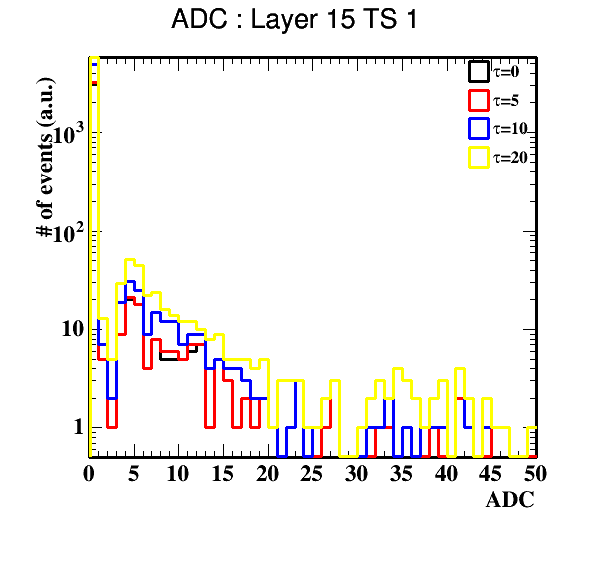 ADC : Layer 15 TS 1
# of events (a.u.)
10³
10²
10
1
τ=0
τ=5
τ=10
τ=20
0 5 10 15 20 25 30 35 40 45 50
ADC